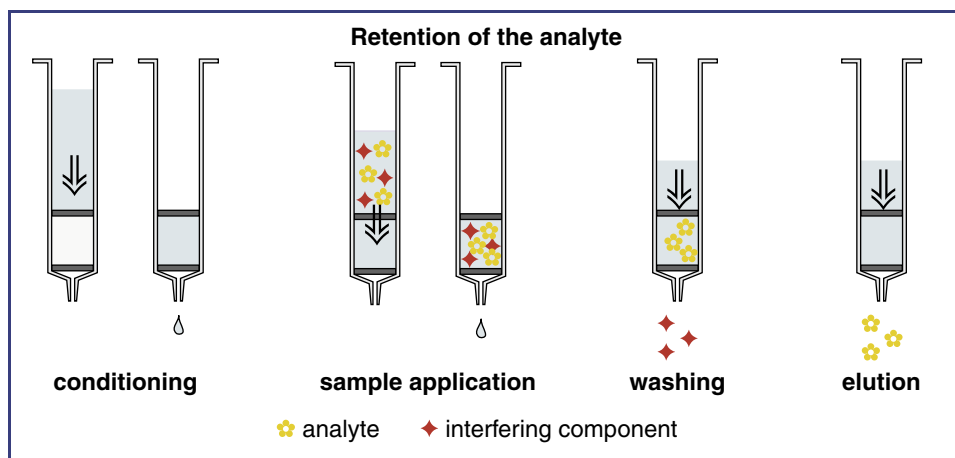 Retention of the analyte
conditioning
sample application
washing
elution
analyte
interfering component